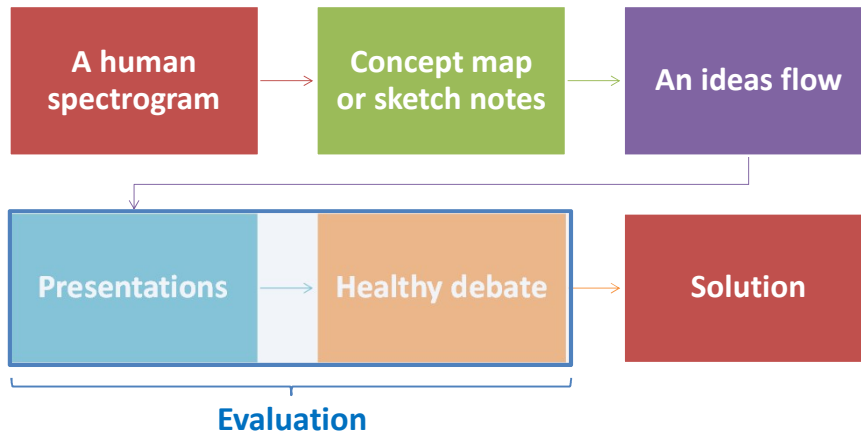 A human
spectrogram
Concept map
or sketch notes
An ideas flow
Presentations
Healthy debate
Solution
Evaluation